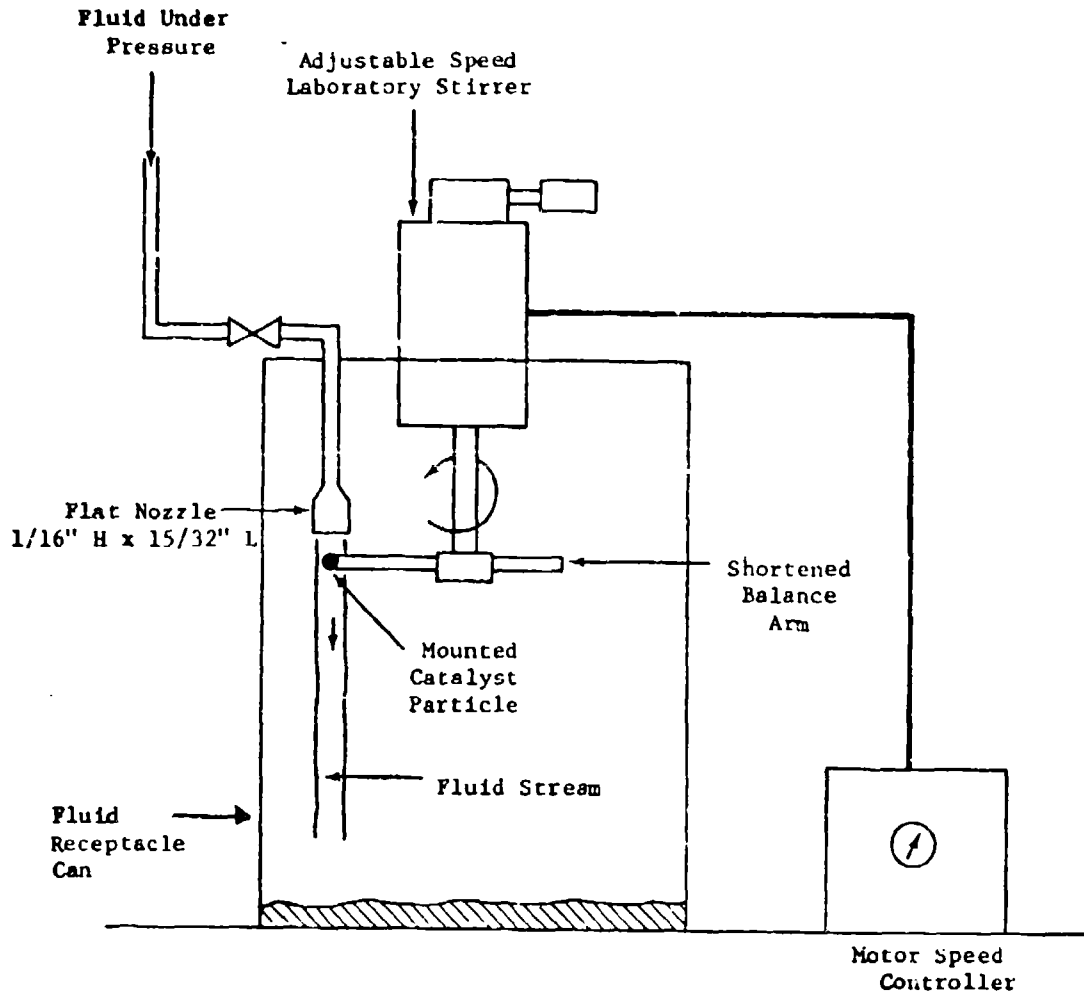 Fluid Under
Pressure
Adjustable Speed
Laboratory Stirrer
Flat Nozzle
1/16" H x 15/32" L
Shortened
Balance
Arm
Mounted
Catalyst
Particle
Fluid Stream
Fluid
Receptacle
Can
Motor Speed
Controller